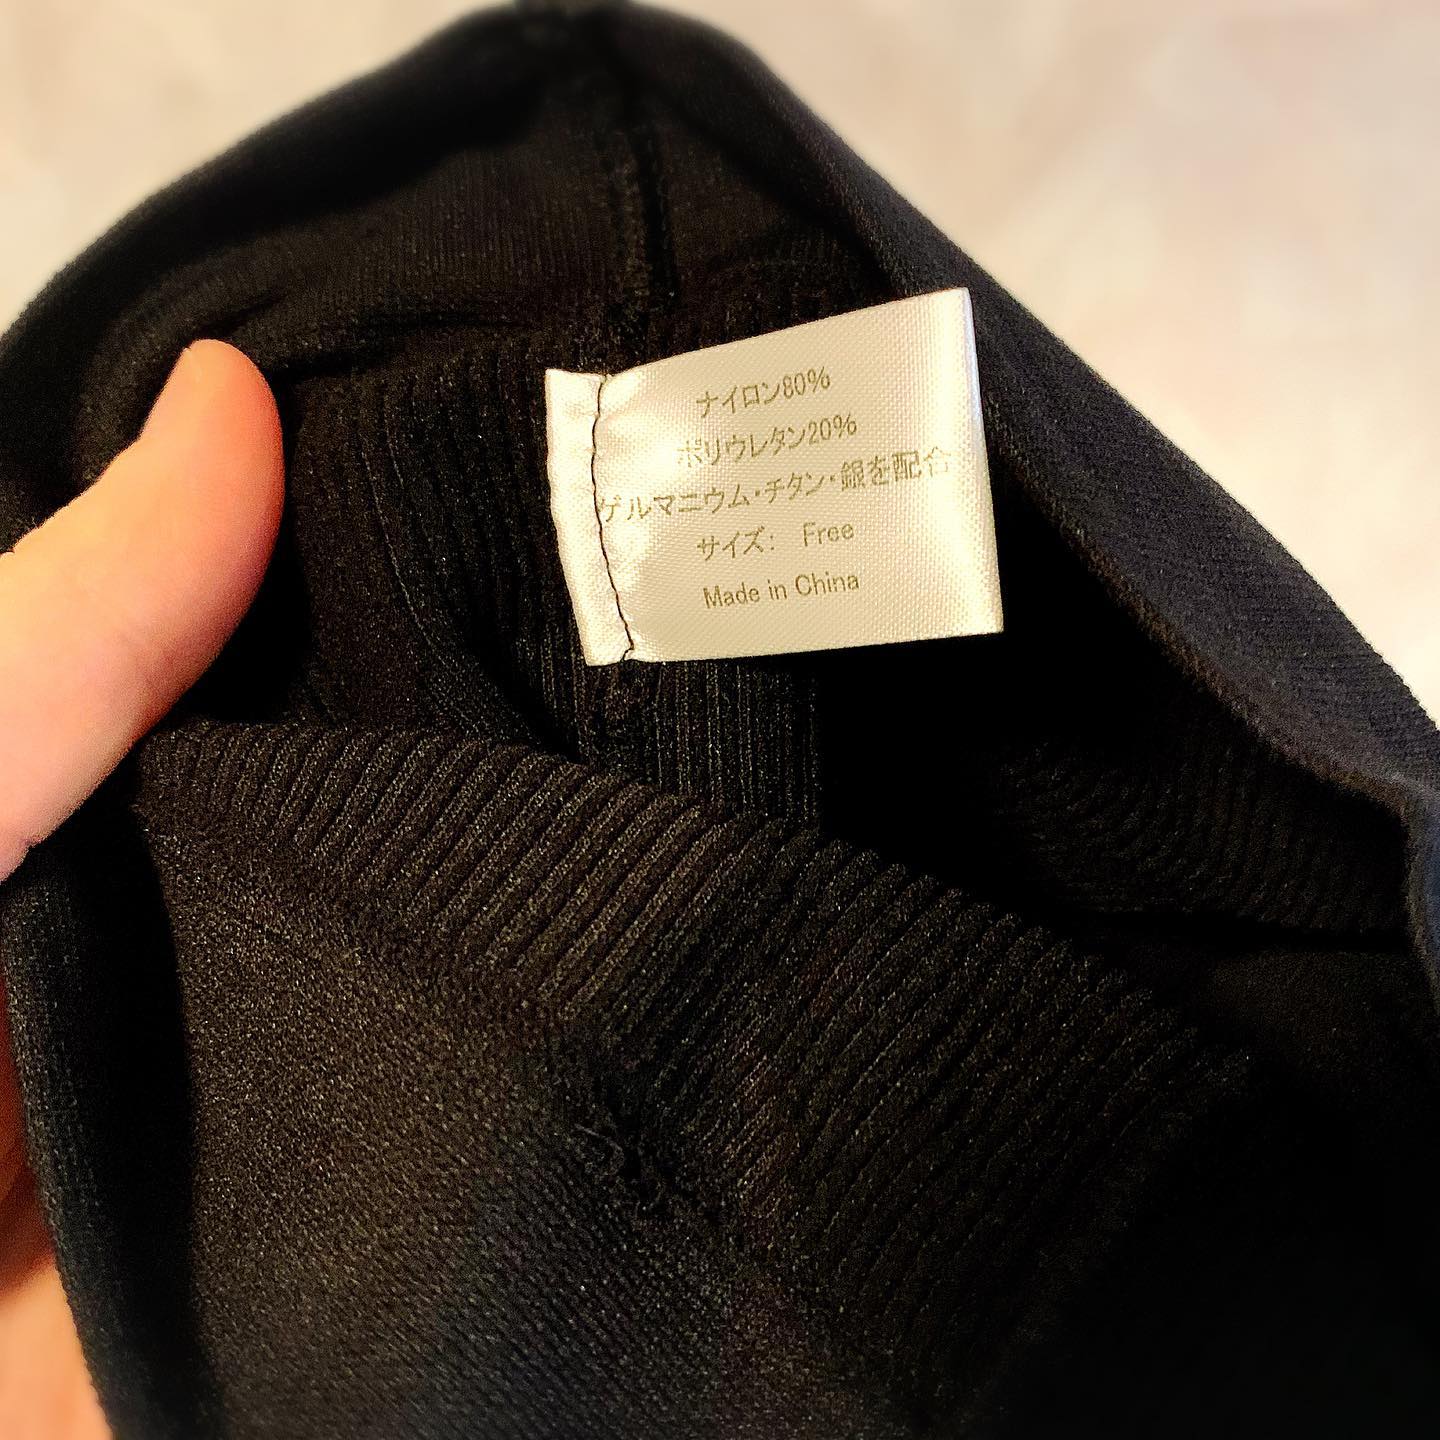 ナイロン80%
ポリウレタン20%
ゲルマニウム・チタン・銀を配合
サイズ： Free
Made in China